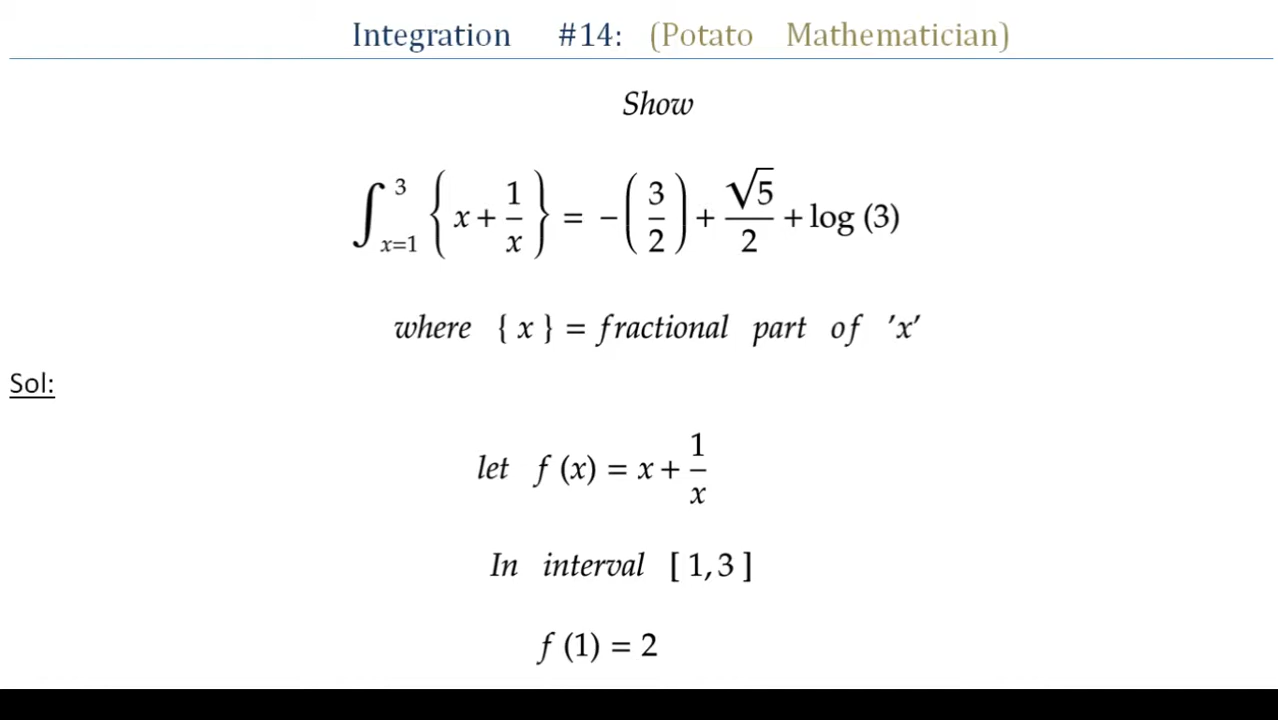 Integration #14: (Potato Mathematician)
Show
∫_{x=1}^{3} { x + 1/x } = −(3/2) + √5/2 + log (3)
where { x } = fractional part of 'x'
Sol:
let f (x) = x + 1/x
In interval [ 1, 3 ]
f (1) = 2